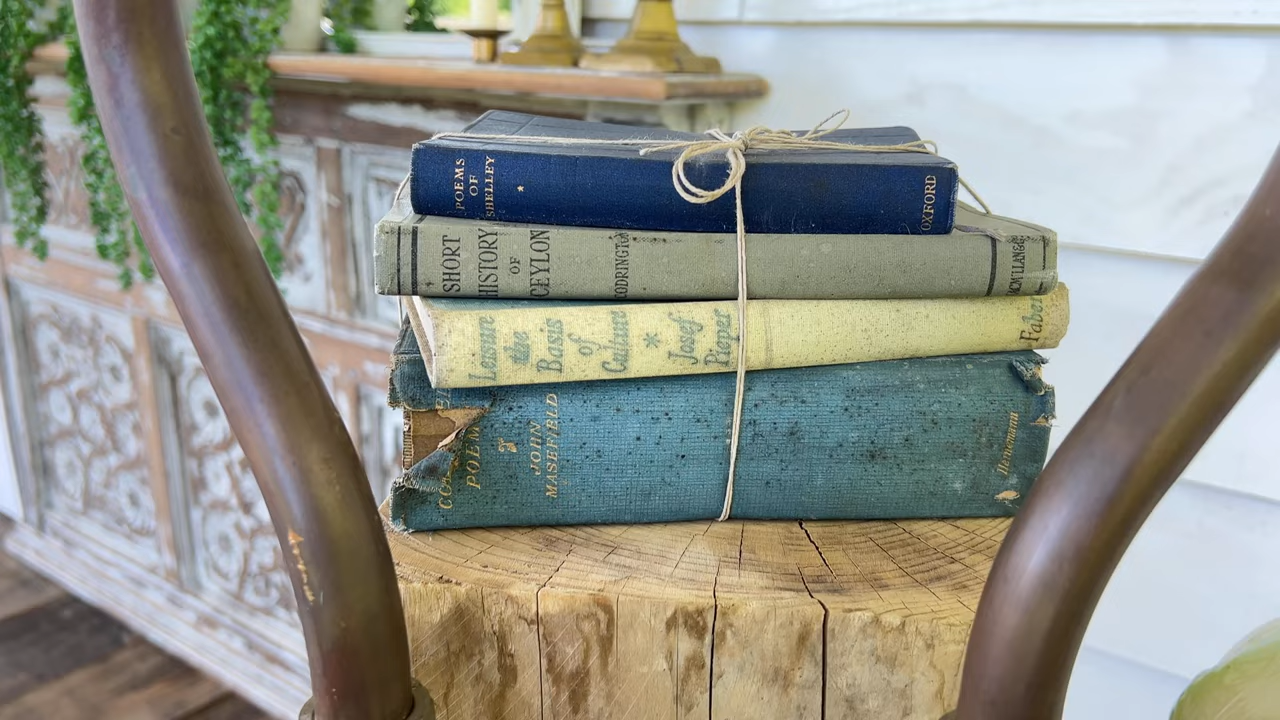 POEMS
OF
SHELLEY
*
OXFORD
SHORT
HISTORY
OF
CEYLON
CODRINGTON
Leisure
the
Basis
of
Culture
*
Josef
Pieper
Faber
POEMS
JOHN
MASEFIELD
Heinemann